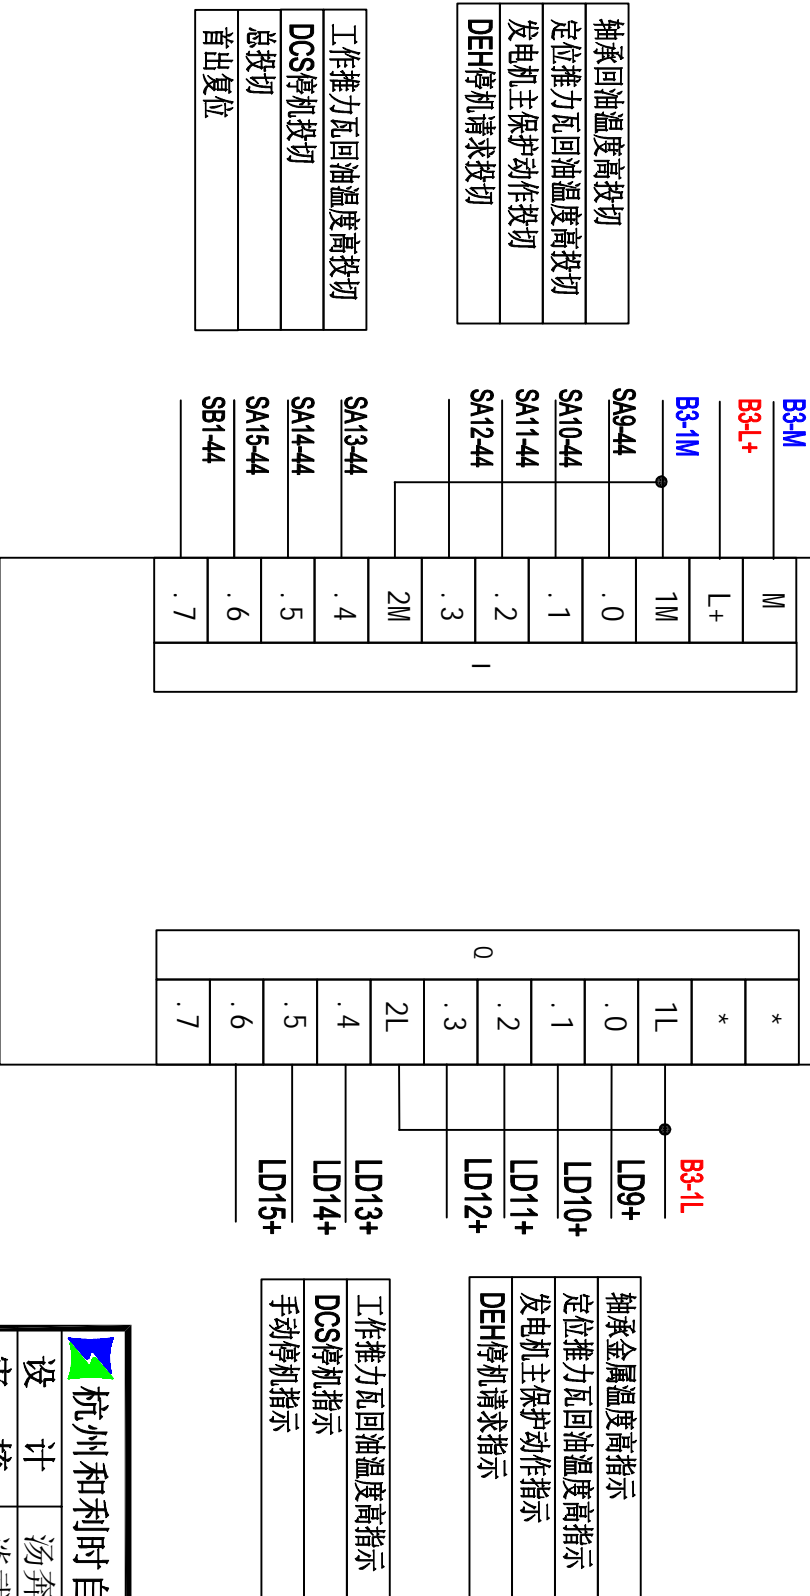 轴承回油温度高投切
定位推力瓦回油温度高投切
发电机主保护动作投切
DEH停机请求投切
工作推力瓦回油温度高投切
DCS停机投切
总投切
首出复位
B3-M
B3-L+
B3-1M
SA9-44
SA10-44
SA11-44
SA12-44
SA13-44
SA14-44
SA15-44
SB1-44
M
L+
1M
.0
.1
.2
.3
2M
.4
.5
.6
.7
I
Q
*
*
1L
.0
.1
.2
.3
2L
.4
.5
.6
.7
B3-1L
LD9+
LD10+
LD11+
LD12+
LD13+
LD14+
LD15+
轴承金属温度高指示
定位推力瓦回油温度高指示
发电机主保护动作指示
DEH停机请求指示
工作推力瓦回油温度高指示
DCS停机指示
手动停机指示
杭州和利时自
设 计 汤奔